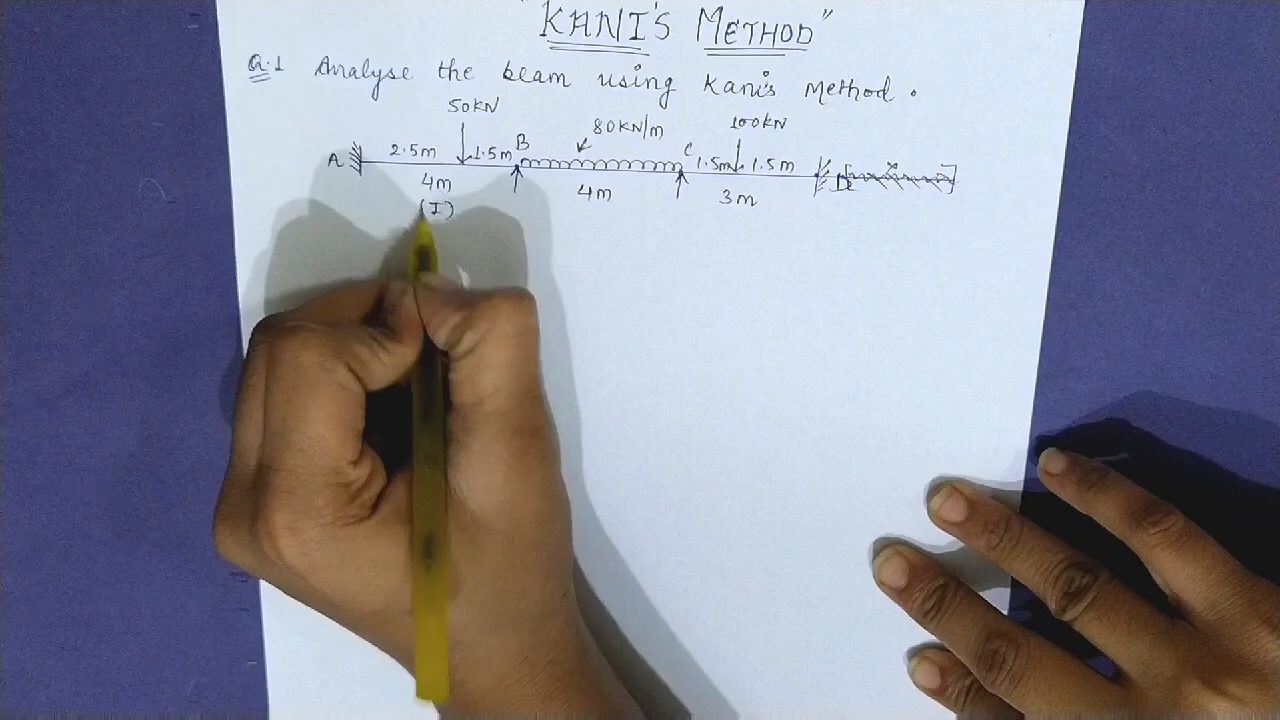 "KANI'S METHOD"
Q.1 Analyse the beam using Kani's Method.
50KN
80KN/m
100KN
A 2.5m 1.5m B C 1.5m 1.5m D
4m 4m 3m
(I)